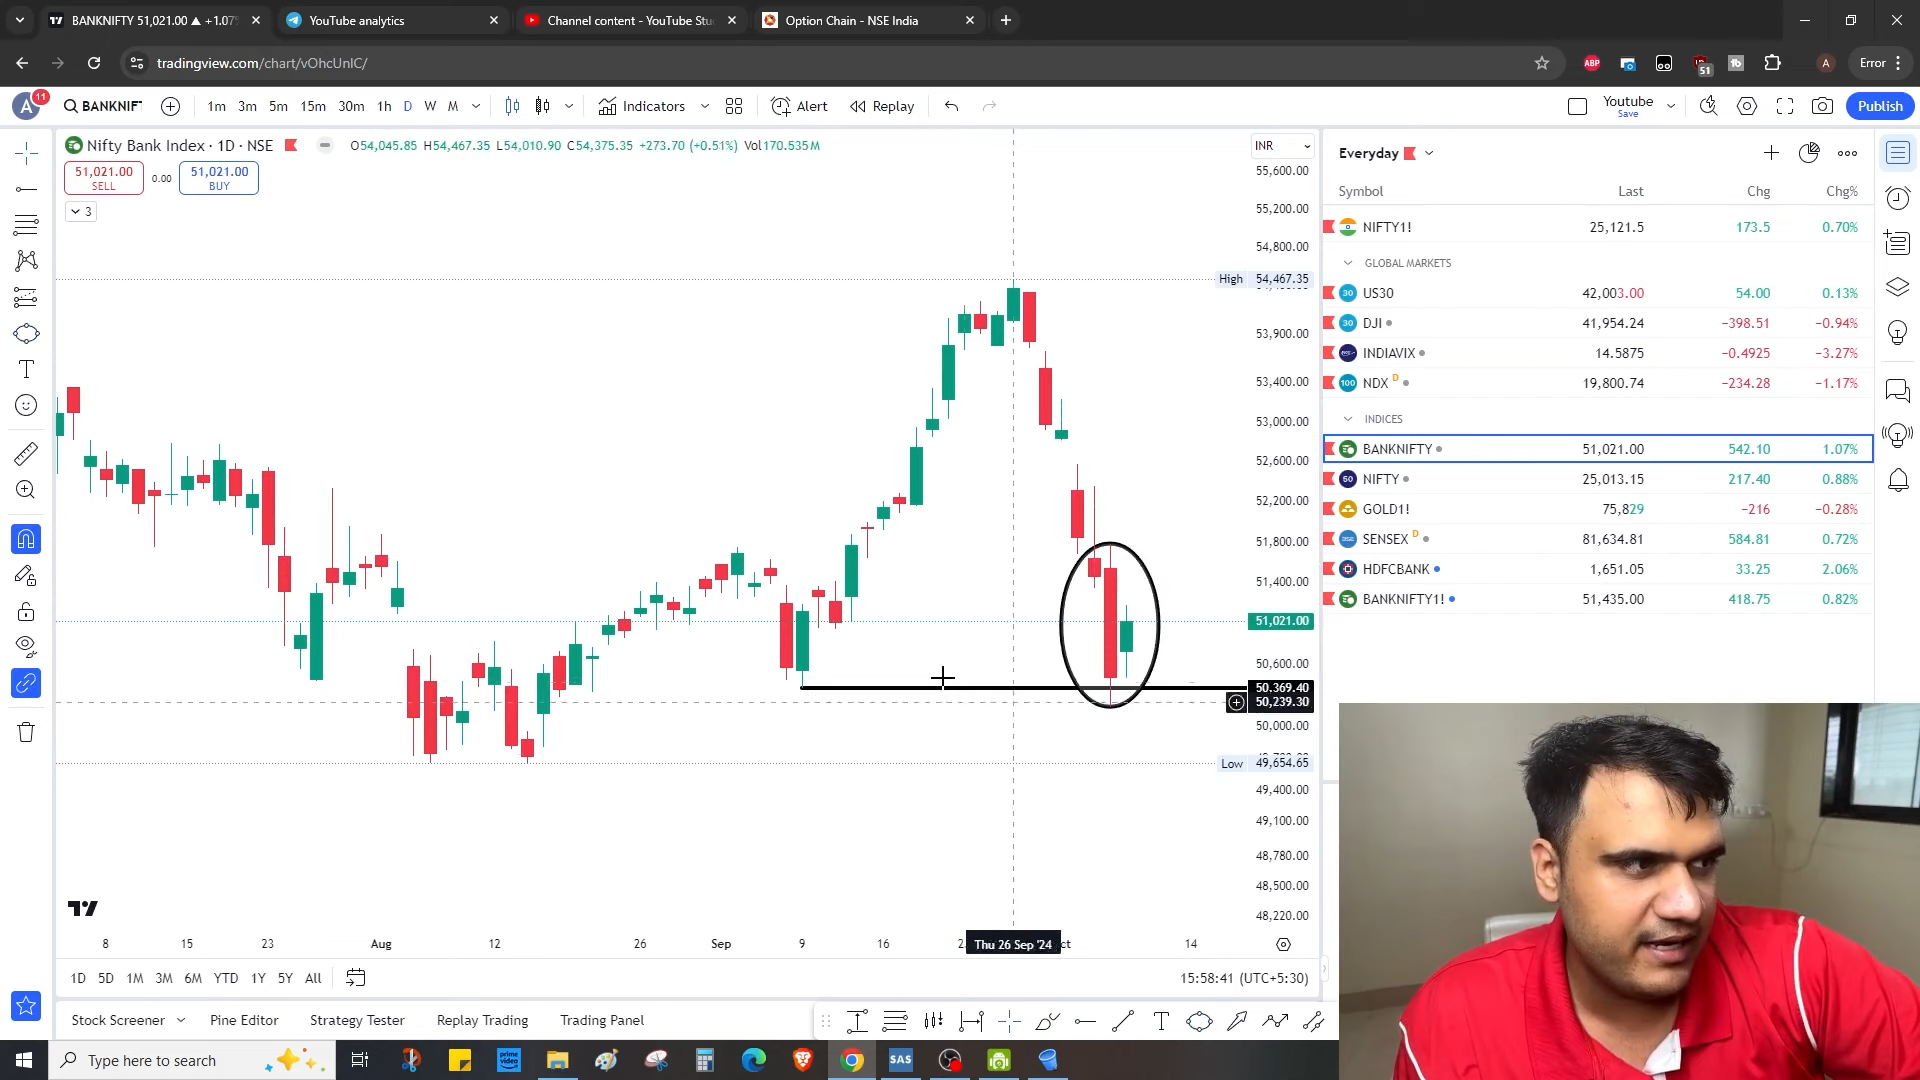 BANKNIFTY 51,021.00 ▲ +1.07%
YouTube analytics
Channel content - YouTube Stu
Option Chain - NSE India
tradingview.com/chart/vOhcUnIC/
ABP
51
A
Error
A
11
BANKNIF
1m 3m 5m 15m 30m 1h D W M
Indicators
Alert
Replay
Youtube
Save
Publish
Nifty Bank Index · 1D · NSE
O54,045.85 H54,467.35 L54,010.90 C54,375.35 +273.70 (+0.51%) Vol170.535M
INR
51,021.00
SELL
0.00
51,021.00
BUY
3
55,600.00
55,200.00
54,800.00
High 54,467.35
53,900.00
53,400.00
53,000.00
52,600.00
52,200.00
51,800.00
51,400.00
51,021.00
50,600.00
50,369.40
50,239.30
50,000.00
Low 49,654.65
49,400.00
49,100.00
48,780.00
48,500.00
48,220.00
8 15 23 Aug 12 26 Sep 9 16 Thu 26 Sep '24 14
1D 5D 1M 3M 6M YTD 1Y 5Y All
15:58:41 (UTC+5:30)
Stock Screener
Pine Editor
Strategy Tester
Replay Trading
Trading Panel
Everyday
Symbol Last Chg Chg%
NIFTY1! 25,121.5 173.5 0.70%
GLOBAL MARKETS
US30 42,003.00 54.00 0.13%
DJI 41,954.24 −398.51 −0.94%
INDIAVIX 14.5875 −0.4925 −3.27%
NDX D 19,800.74 −234.28 −1.17%
INDICES
BANKNIFTY 51,021.00 542.10 1.07%
NIFTY 25,013.15 217.40 0.88%
GOLD1! 75,829 −216 −0.28%
SENSEX D 81,634.81 584.81 0.72%
HDFCBANK 1,651.05 33.25 2.06%
BANKNIFTY1! 51,435.00 418.75 0.82%
Type here to search
prime video
SAS